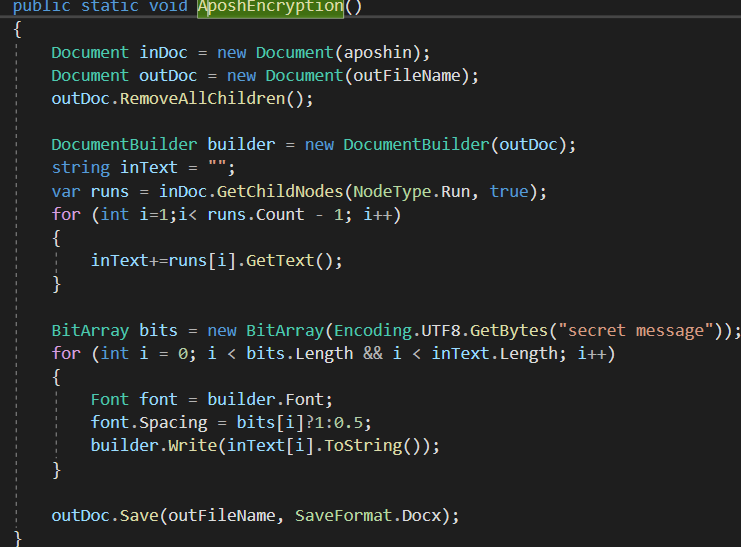 public static void AposhEncryption()
{
Document inDoc = new Document(aposhin);
Document outDoc = new Document(outFileName);
outDoc.RemoveAllChildren();
DocumentBuilder builder = new DocumentBuilder(outDoc);
string inText = "";
var runs = inDoc.GetChildNodes(NodeType.Run, true);
for (int i=1;i< runs.Count - 1; i++)
{
inText+=runs[i].GetText();
}
BitArray bits = new BitArray(Encoding.UTF8.GetBytes("secret message"));
for (int i = 0; i < bits.Length && i < inText.Length; i++)
{
Font font = builder.Font;
font.Spacing = bits[i]?1:0.5;
builder.Write(inText[i].ToString());
}
outDoc.Save(outFileName, SaveFormat.Docx);
}